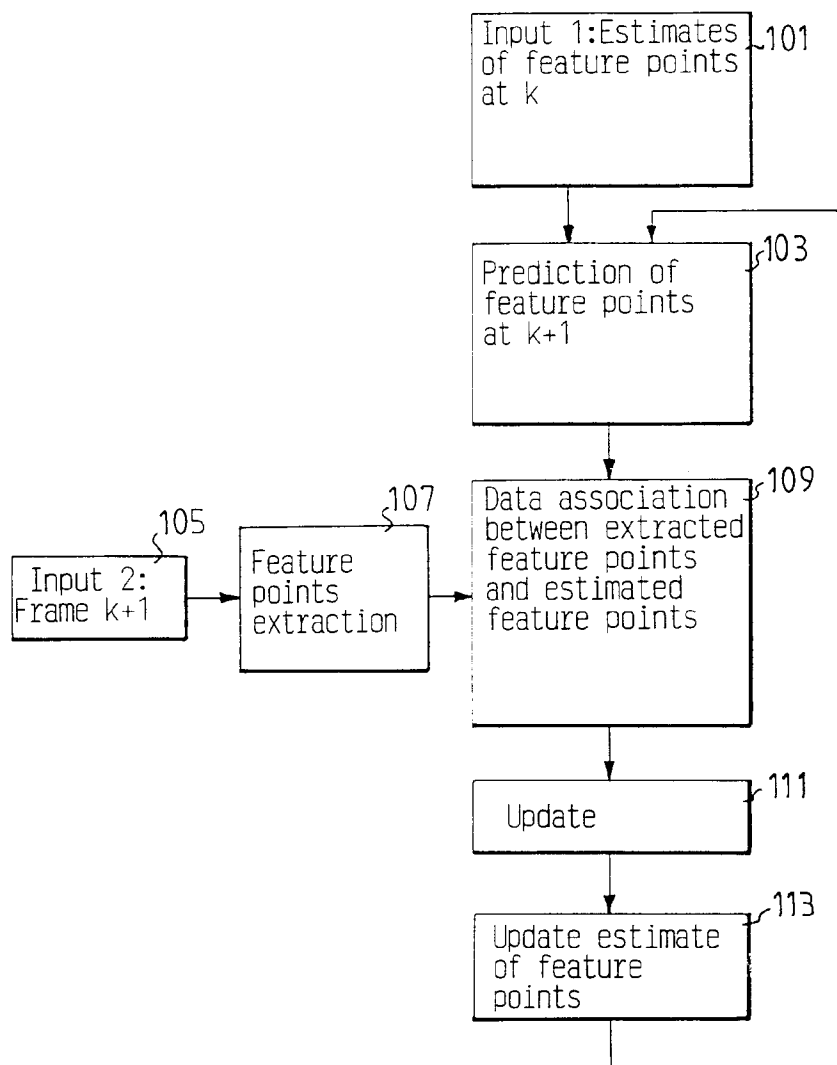 Input 1:Estimates
of feature points
at k
101
Prediction of
feature points
at k+1
103
105
Input 2:
Frame k+1
107
Feature
points
extraction
109
Data association
between extracted
feature points
and estimated
feature points
111
Update
113
Update estimate
of feature
points